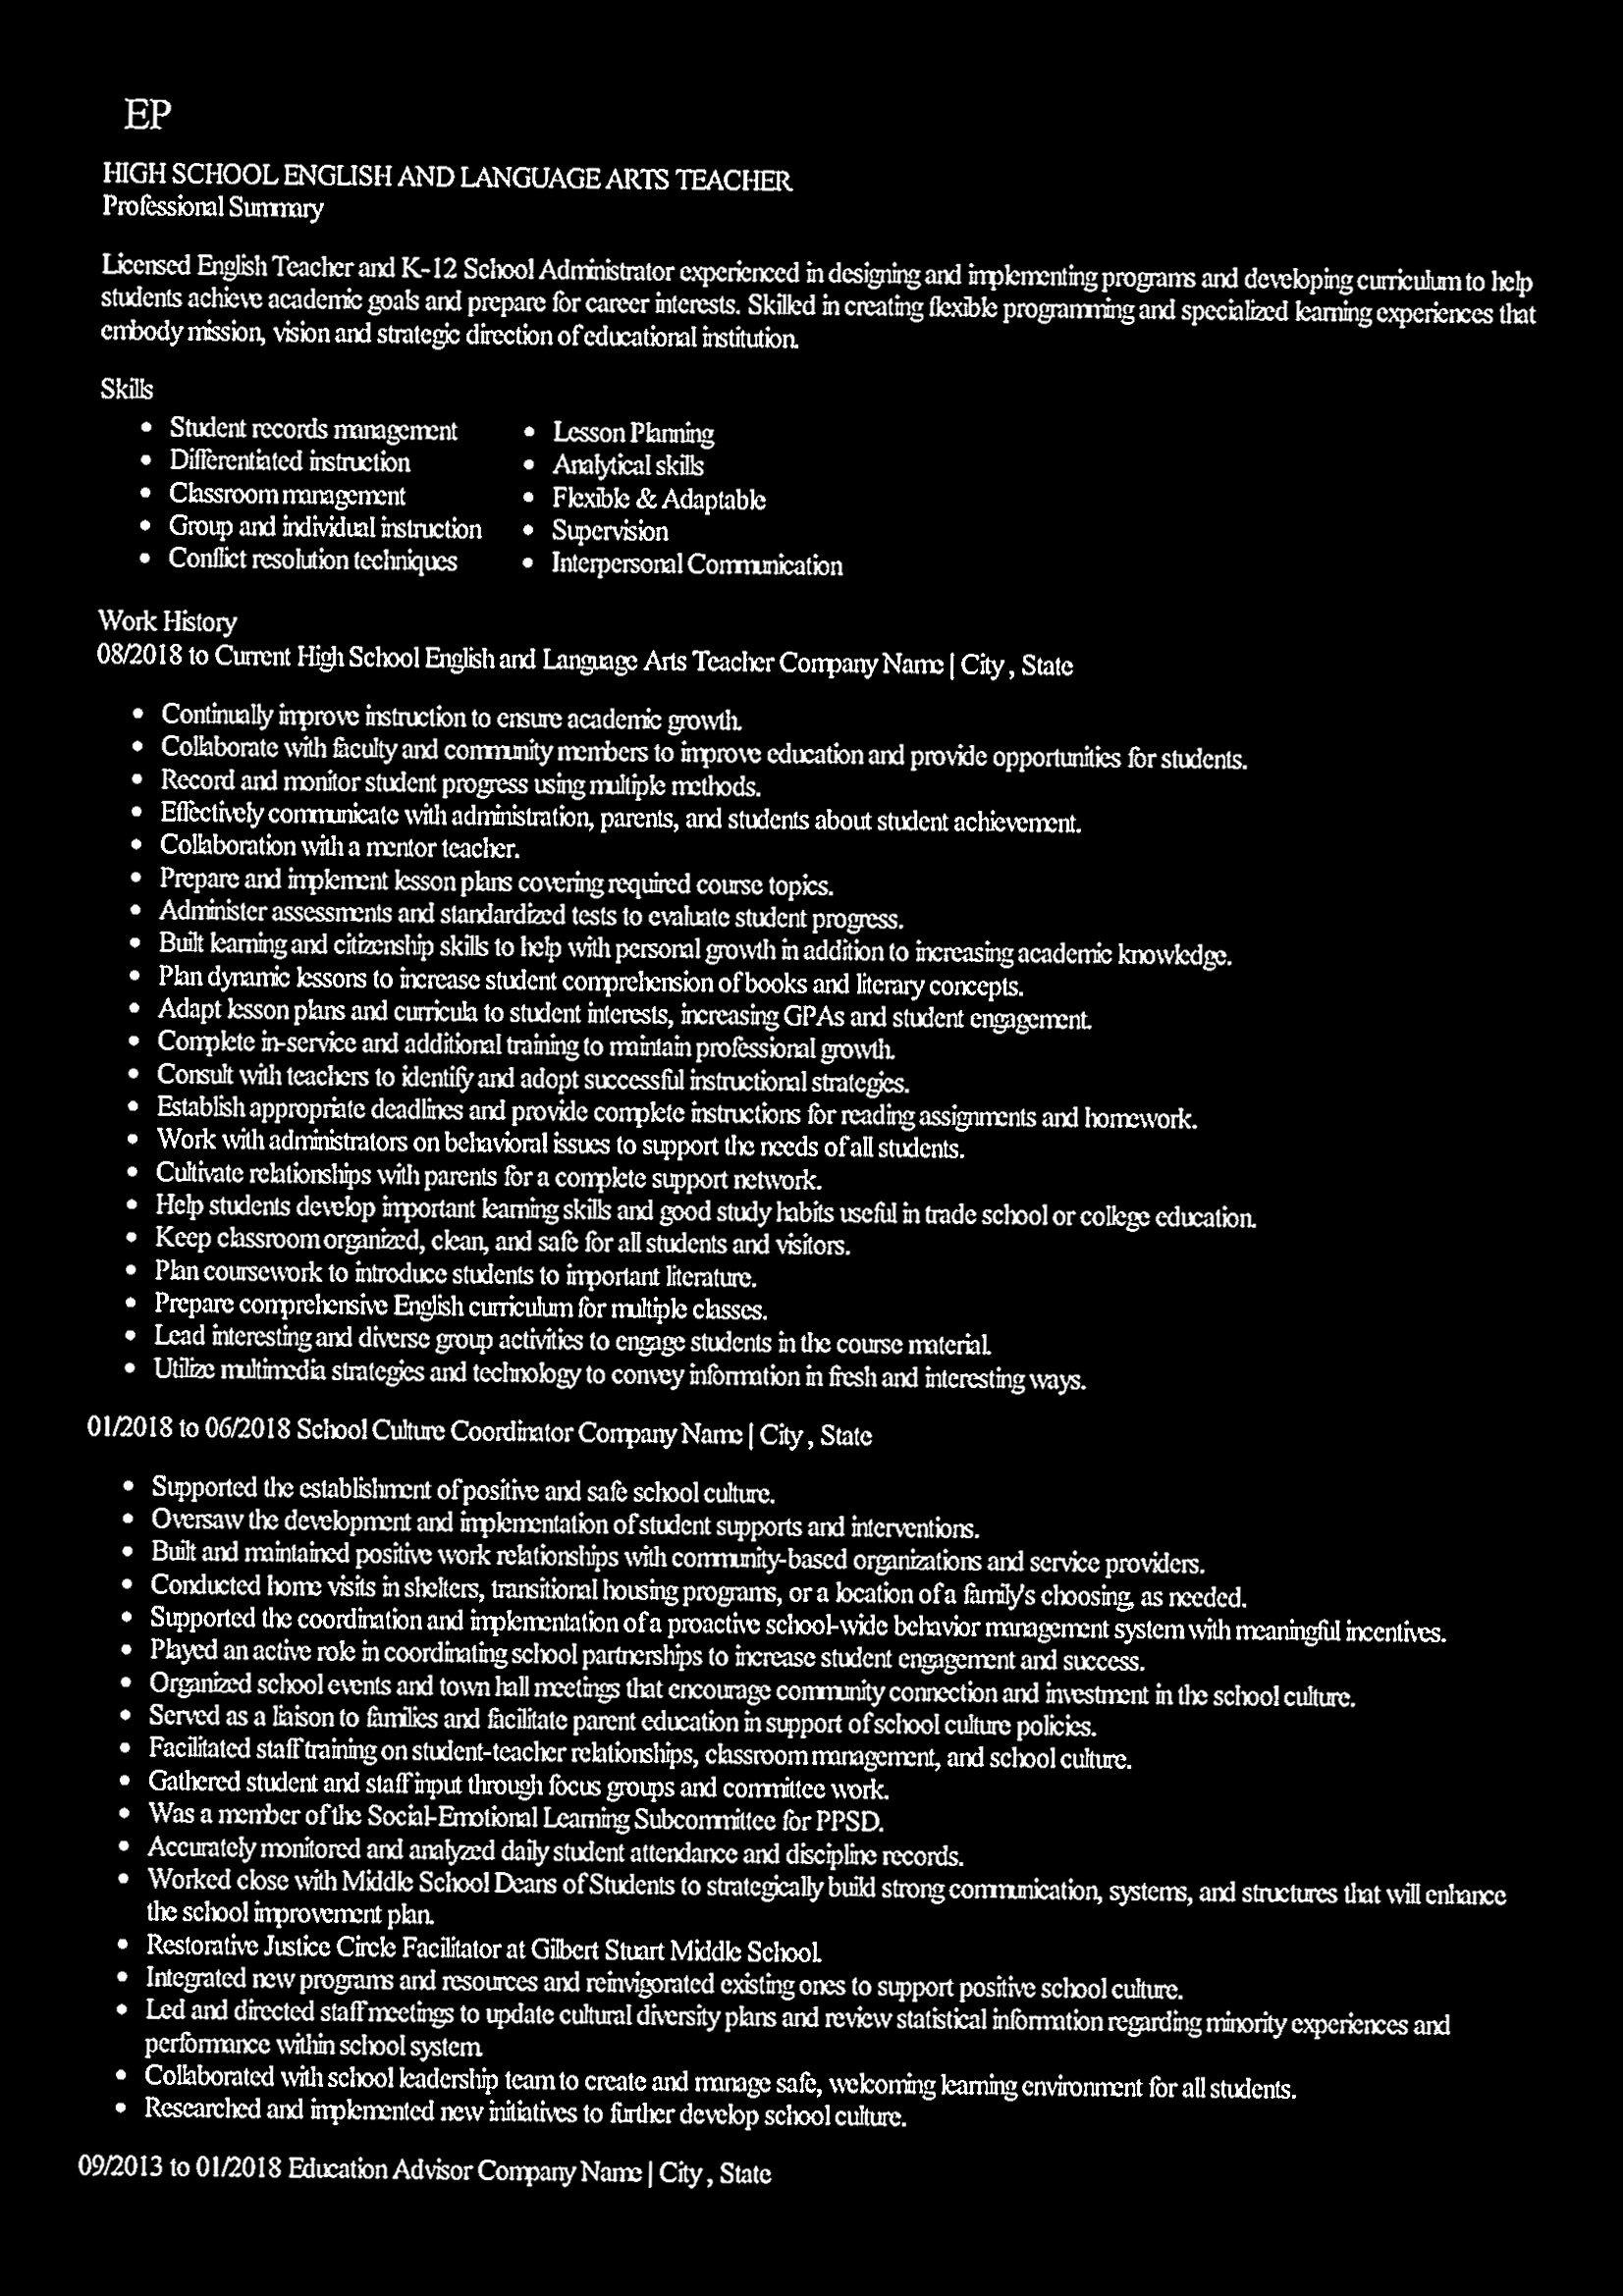 EP
HIGH SCHOOL ENGLISH AND LANGUAGE ARTS TEACHER
Professional Summary
Licensed English Teacher and K-12 School Administrator experienced in designing and implementing programs and developing curriculum to help
students achieve academic goals and prepare for career interests. Skilled in creating flexible programming and specialized learning experiences that
embody mission, vision and strategic direction of educational institution.
Skills
• Student records management
• Differentiated instruction
• Classroom management
• Group and individual instruction
• Conflict resolution techniques
• Lesson Planning
• Analytical skills
• Flexible & Adaptable
• Supervision
• Interpersonal Communication
Work History
08/2018 to Current High School English and Language Arts Teacher Company Name | City , State
• Continually improve instruction to ensure academic growth.
• Collaborate with faculty and community members to improve education and provide opportunities for students.
• Record and monitor student progress using multiple methods.
• Effectively communicate with administration, parents, and students about student achievement.
• Collaboration with a mentor teacher.
• Prepare and implement lesson plans covering required course topics.
• Administer assessments and standardized tests to evaluate student progress.
• Built learning and citizenship skills to help with personal growth in addition to increasing academic knowledge.
• Plan dynamic lessons to increase student comprehension of books and literary concepts.
• Adapt lesson plans and curricula to student interests, increasing GPAs and student engagement.
• Complete in-service and additional training to maintain professional growth.
• Consult with teachers to identify and adopt successful instructional strategies.
• Establish appropriate deadlines and provide complete instructions for reading assignments and homework.
• Work with administrators on behavioral issues to support the needs of all students.
• Cultivate relationships with parents for a complete support network.
• Help students develop important learning skills and good study habits useful in trade school or college education.
• Keep classroom organized, clean, and safe for all students and visitors.
• Plan coursework to introduce students to important literature.
• Prepare comprehensive English curriculum for multiple classes.
• Lead interesting and diverse group activities to engage students in the course material.
• Utilize multimedia strategies and technology to convey information in fresh and interesting ways.
01/2018 to 06/2018 School Culture Coordinator Company Name | City , State
• Supported the establishment of positive and safe school culture.
• Oversaw the development and implementation of student supports and interventions.
• Built and maintained positive work relationships with community-based organizations and service providers.
• Conducted home visits in shelters, transitional housing programs, or a location of a family's choosing, as needed.
• Supported the coordination and implementation of a proactive school-wide behavior management system with meaningful incentives.
• Played an active role in coordinating school partnerships to increase student engagement and success.
• Organized school events and town hall meetings that encourage community connection and investment in the school culture.
• Served as a liaison to families and facilitate parent education in support of school culture policies.
• Facilitated staff training on student-teacher relationships, classroom management, and school culture.
• Gathered student and staff input through focus groups and committee work.
• Was a member of the Social-Emotional Learning Subcommittee for PPSD.
• Accurately monitored and analyzed daily student attendance and discipline records.
• Worked close with Middle School Deans of Students to strategically build strong communication, systems, and structures that will enhance
the school improvement plan.
• Restorative Justice Circle Facilitator at Gilbert Stuart Middle School.
• Integrated new programs and resources and reinvigorated existing ones to support positive school culture.
• Led and directed staff meetings to update cultural diversity plans and review statistical information regarding minority experiences and
performance within school system.
• Collaborated with school leadership team to create and manage safe, welcoming learning environment for all students.
• Researched and implemented new initiatives to further develop school culture.
09/2013 to 01/2018 Education Advisor Company Name | City , State